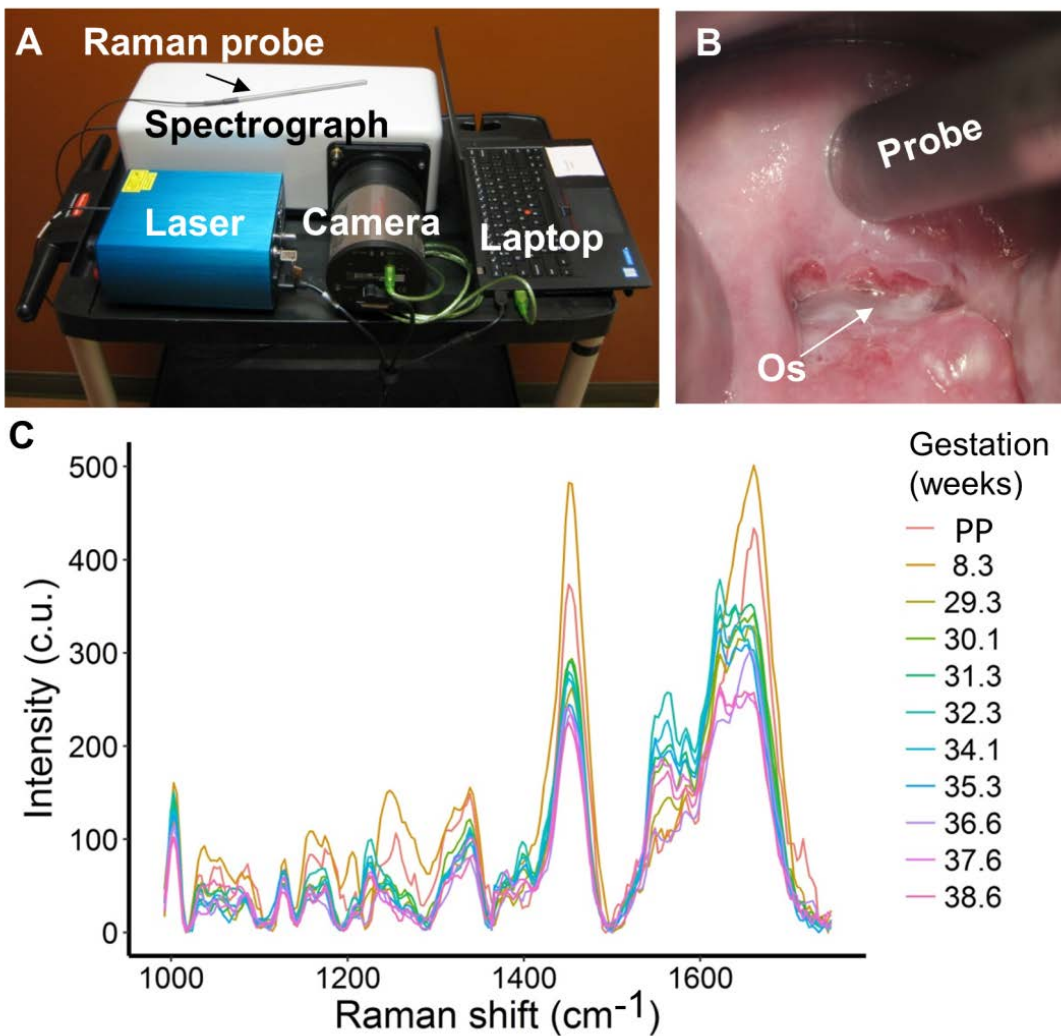 A
Raman probe
Spectrograph
Laser
Camera
Laptop
B
Probe
Os
C
Intensity (c.u.)
500
400
300
200
100
0
1000
1200
1400
1600
Raman shift (cm-1)
Gestation
(weeks)
PP
8.3
29.3
30.1
31.3
32.3
34.1
35.3
36.6
37.6
38.6